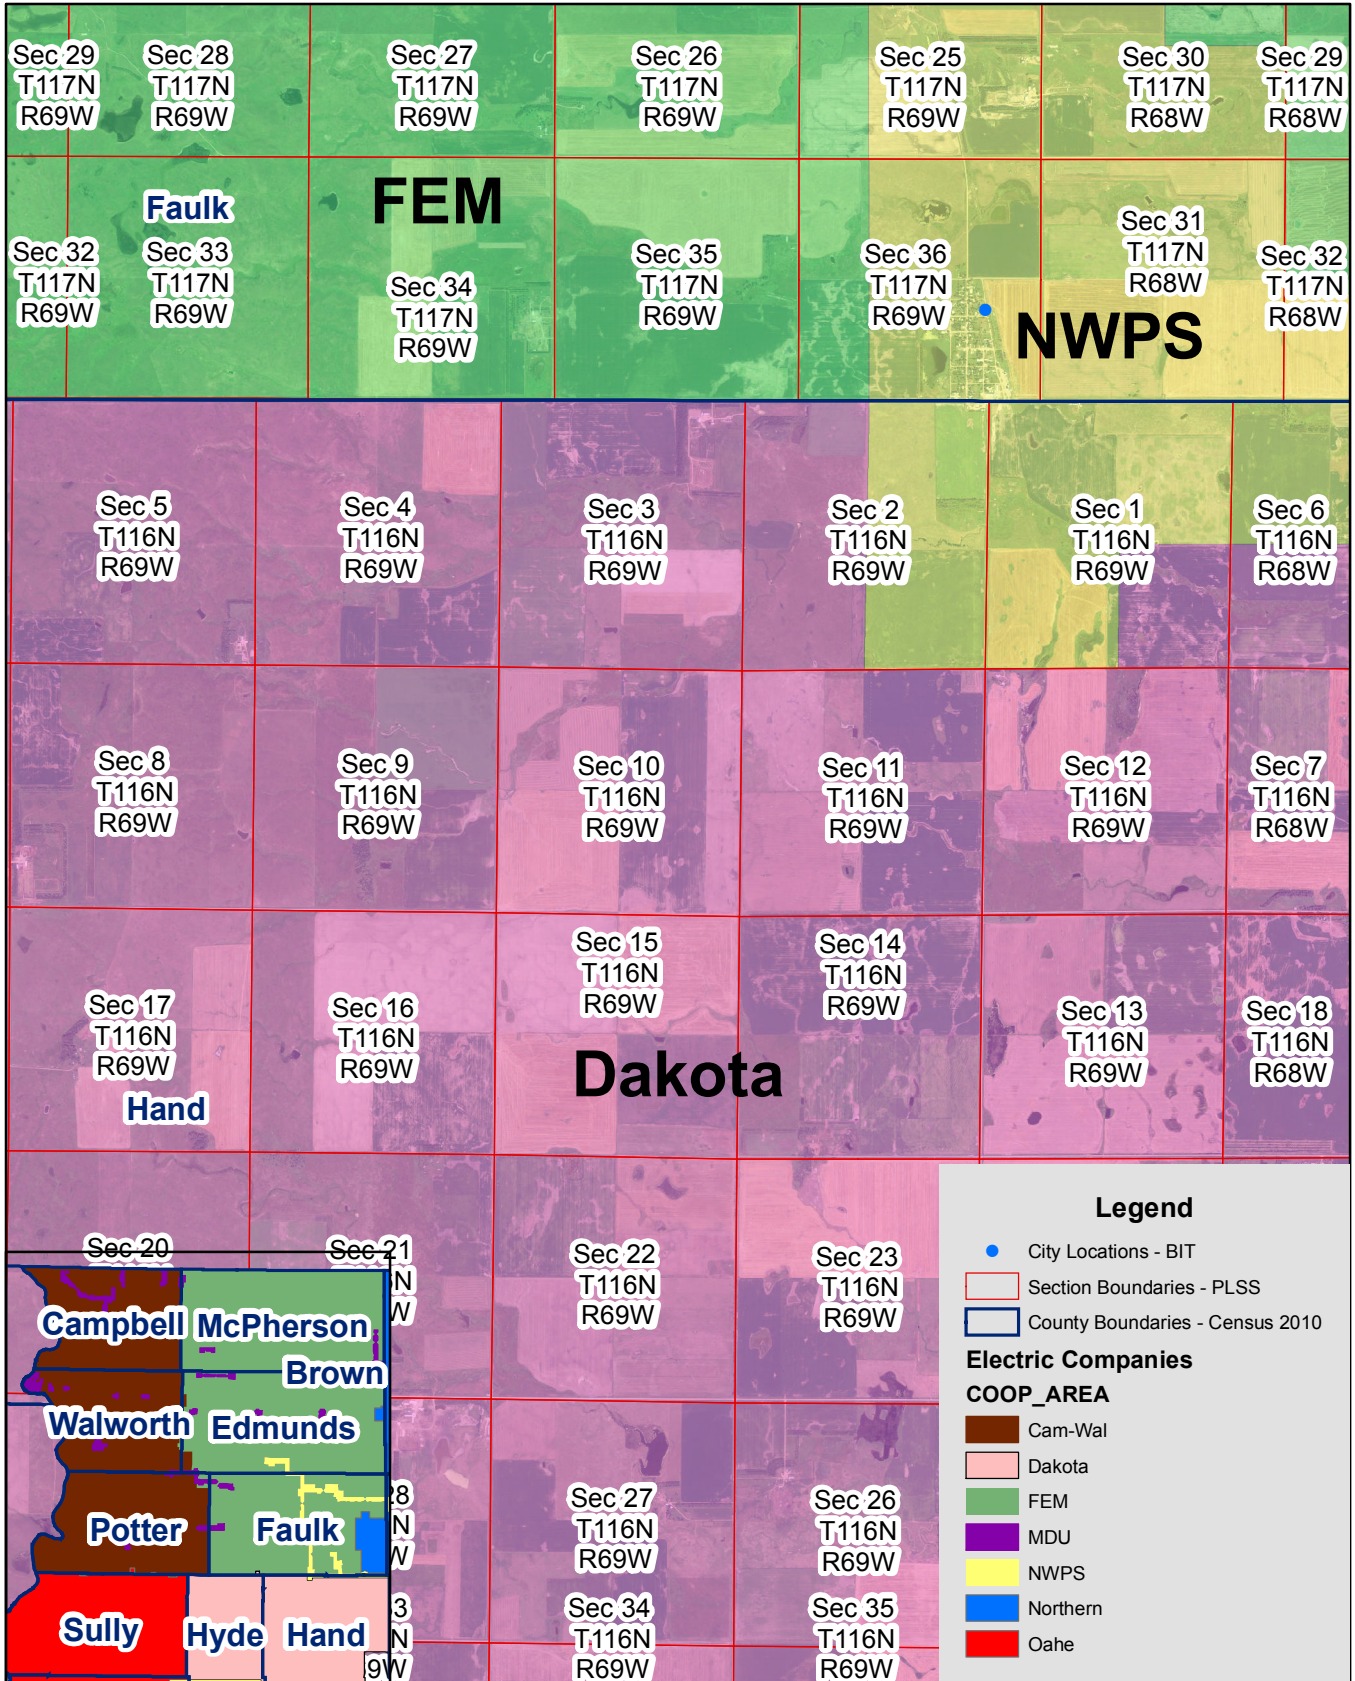 Sec 29
T117N
R69W
Sec 28
T117N
R69W
Sec 27
T117N
R69W
Sec 26
T117N
R69W
Sec 25
T117N
R69W
Sec 30
T117N
R68W
Sec 29
T117N
R68W
Faulk
FEM
Sec 32
T117N
R69W
Sec 33
T117N
R69W
Sec 34
T117N
R69W
Sec 35
T117N
R69W
Sec 36
T117N
R69W
Sec 31
T117N
R68W
Sec 32
T117N
R68W
NWPS
Sec 5
T116N
R69W
Sec 4
T116N
R69W
Sec 3
T116N
R69W
Sec 2
T116N
R69W
Sec 1
T116N
R69W
Sec 6
T116N
R68W
Sec 8
T116N
R69W
Sec 9
T116N
R69W
Sec 10
T116N
R69W
Sec 11
T116N
R69W
Sec 12
T116N
R69W
Sec 7
T116N
R68W
Sec 17
T116N
R69W
Sec 16
T116N
R69W
Sec 15
T116N
R69W
Sec 14
T116N
R69W
Sec 13
T116N
R69W
Sec 18
T116N
R68W
Hand
Dakota
Sec 20
Sec 21
N
W
Sec 22
T116N
R69W
Sec 23
T116N
R69W
28
N
W
Sec 27
T116N
R69W
Sec 26
T116N
R69W
3
N
9W
Sec 34
T116N
R69W
Sec 35
T116N
R69W
Campbell
McPherson
Brown
Walworth
Edmunds
Potter
Faulk
Sully
Hyde
Hand
Legend
City Locations - BIT
Section Boundaries - PLSS
County Boundaries - Census 2010
Electric Companies
COOP_AREA
Cam-Wal
Dakota
FEM
MDU
NWPS
Northern
Oahe